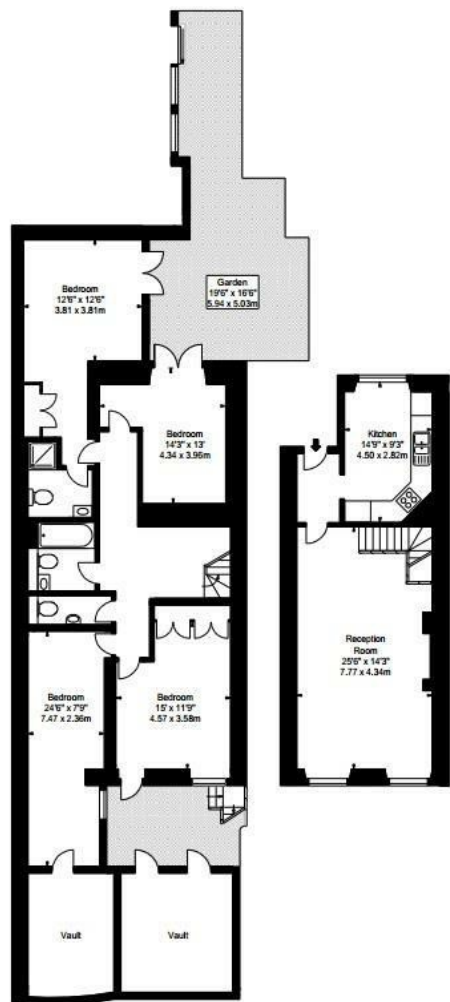 Garden
19'6" x 16'6"
5.94 x 5.03m
Bedroom
12'6" x 12'6"
3.81 x 3.81m
Bedroom
14'3" x 13'
4.34 x 3.96m
Kitchen
14'9" x 9'3"
4.50 x 2.82m
Reception
Room
25'6" x 14'3"
7.77 x 4.34m
Bedroom
24'6" x 7'9"
7.47 x 2.36m
Bedroom
15' x 11'9"
4.57 x 3.58m
Vault
Vault